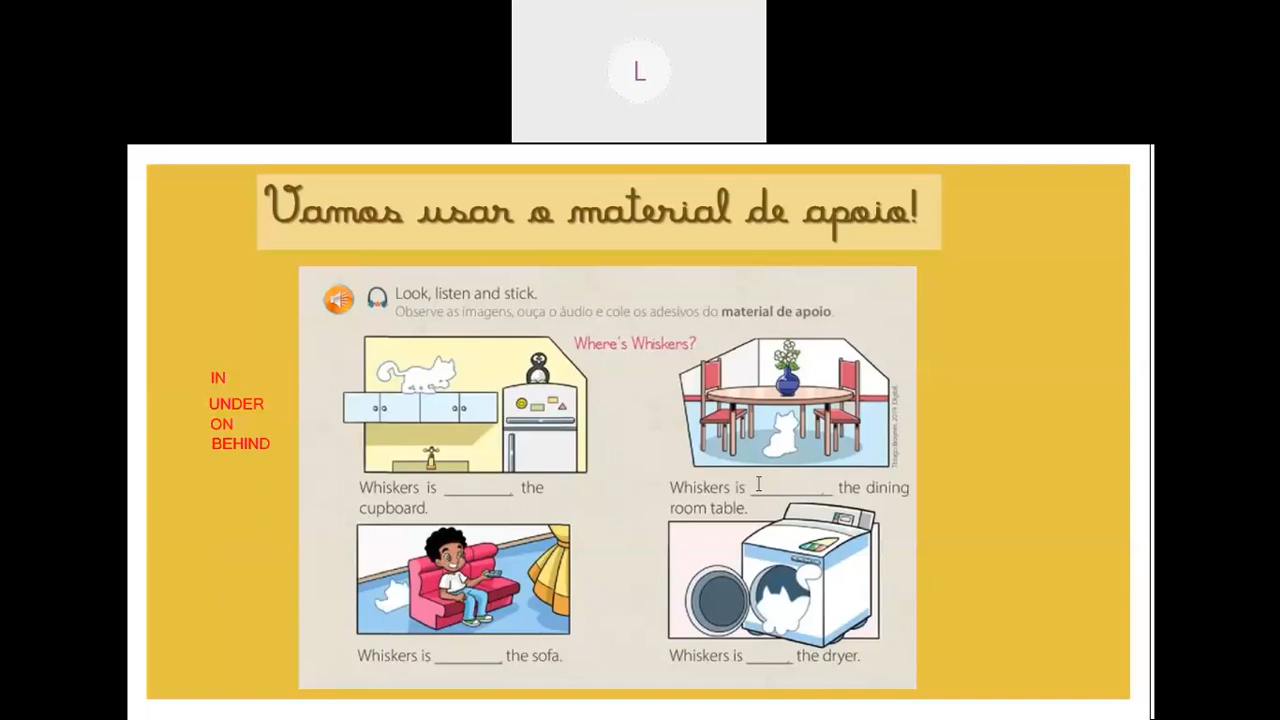 L
Vamos usar o material de apoio!
Look, listen and stick.
Observe as imagens, ouça o áudio e cole os adesivos do material de apoio.
Where's Whiskers?
IN
UNDER
ON
BEHIND
Whiskers is ________ the
cupboard.
Whiskers is __________ the dining
room table.
Whiskers is ________ the sofa.
Whiskers is _____ the dryer.